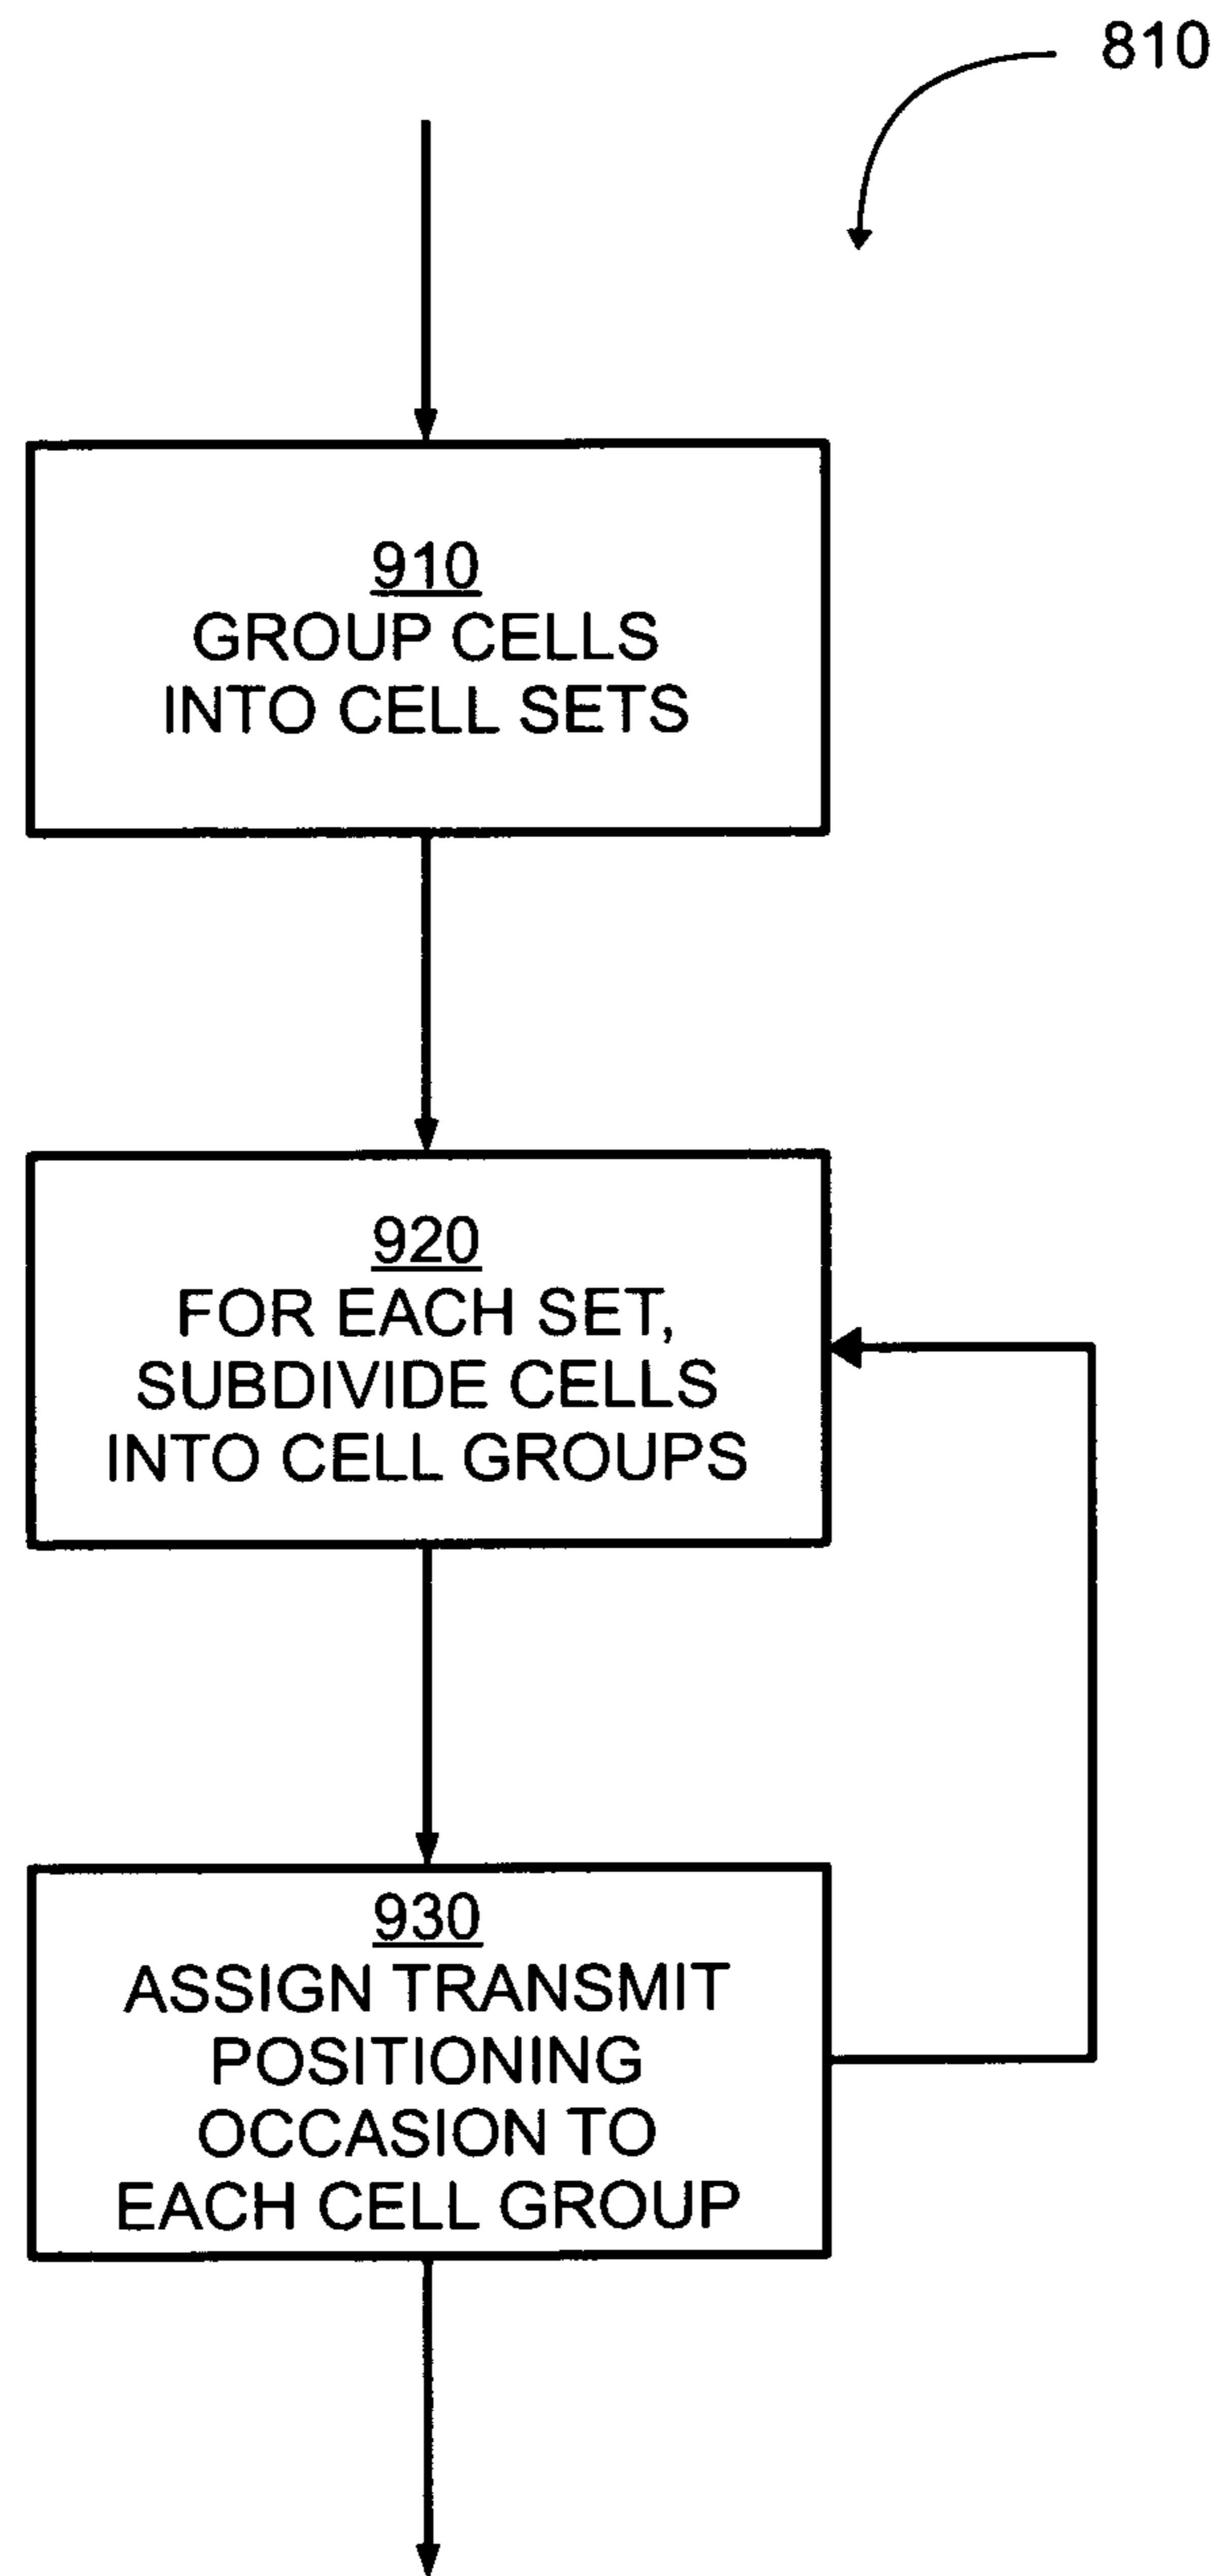 810
910
GROUP CELLS
INTO CELL SETS
920
FOR EACH SET,
SUBDIVIDE CELLS
INTO CELL GROUPS
930
ASSIGN TRANSMIT
POSITIONING
OCCASION TO
EACH CELL GROUP